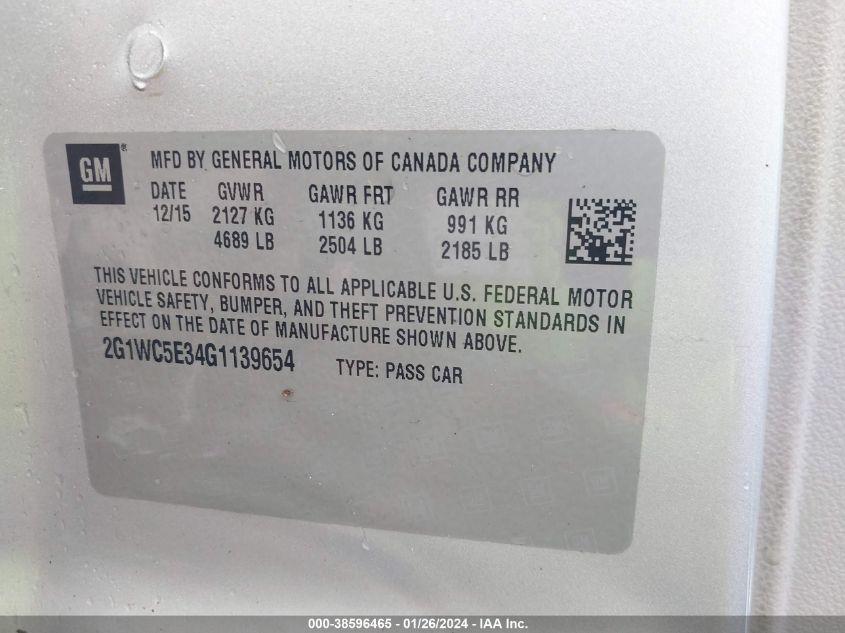 GM®
MFD BY GENERAL MOTORS OF CANADA COMPANY
DATE GVWR GAWR FRT GAWR RR
12/15 2127 KG 1136 KG 991 KG
4689 LB 2504 LB 2185 LB
THIS VEHICLE CONFORMS TO ALL APPLICABLE U.S. FEDERAL MOTOR
VEHICLE SAFETY, BUMPER, AND THEFT PREVENTION STANDARDS IN
EFFECT ON THE DATE OF MANUFACTURE SHOWN ABOVE.
2G1WC5E34G1139654 TYPE: PASS CAR
000-38596465 - 01/26/2024 - IAA Inc.